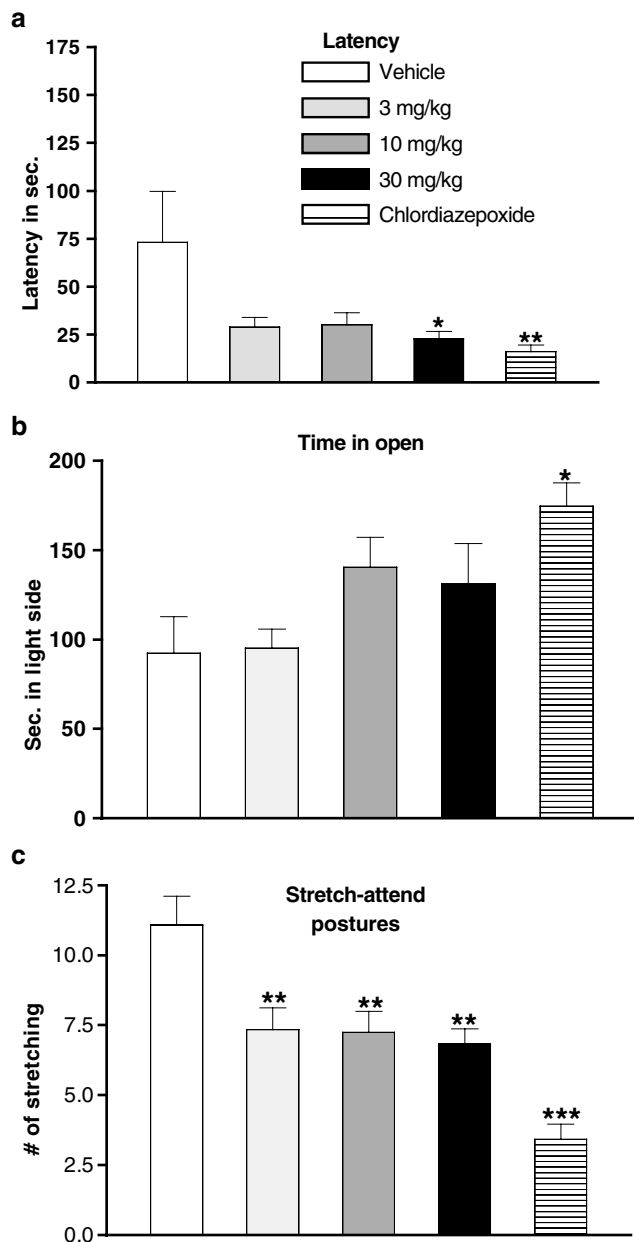 a
Latency
Vehicle
3 mg/kg
10 mg/kg
30 mg/kg
Chlordiazepoxide
Latency in sec.
175
150
125
100
75
50
25
0
*
**
b
Time in open
Sec. in light side
200
150
100
50
0
*
c
Stretch-attend
postures
# of stretching
12.5
10.0
7.5
5.0
2.5
0.0
**
**
**
***